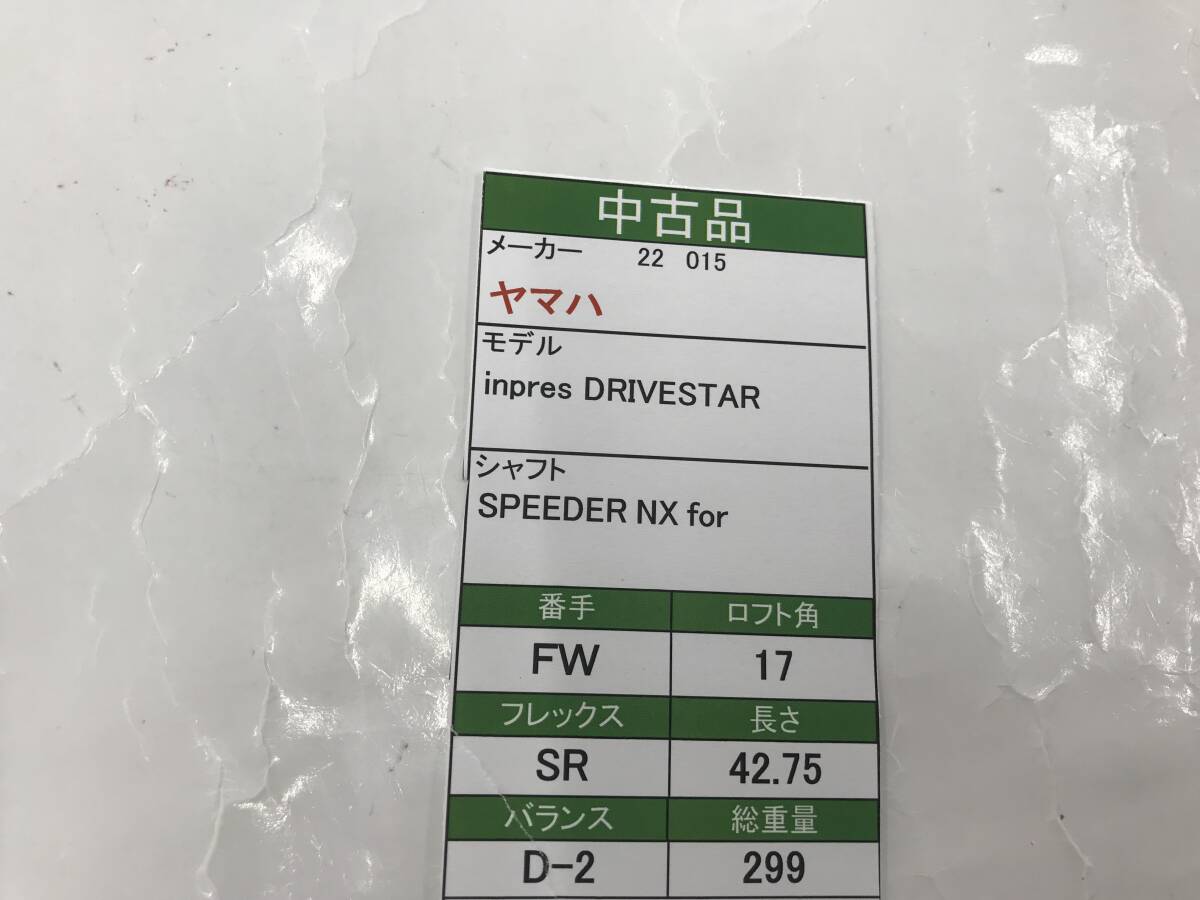 中古品
メーカー 22 015
ヤマハ
モデル
inpres DRIVESTAR
シャフト
SPEEDER NX for
番手 ロフト角
FW 17
フレックス 長さ
SR 42.75
バランス 総重量
D-2 299